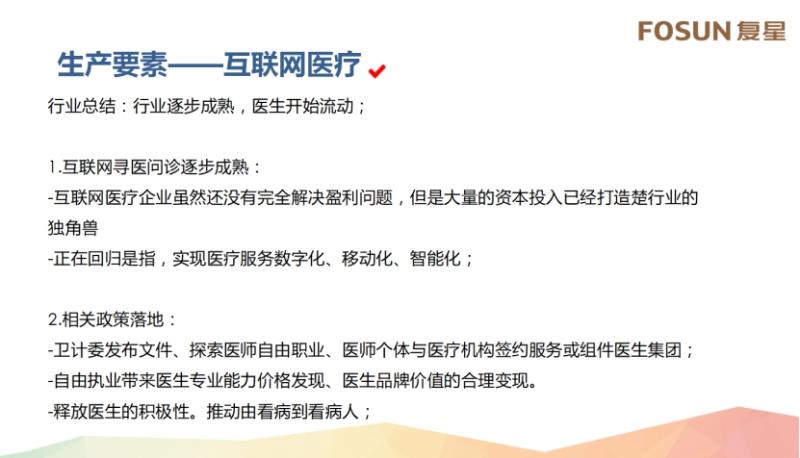 FOSUN复星
生产要素——互联网医疗
行业总结：行业逐步成熟，医生开始流动；
1.互联网寻医问诊逐步成熟：
-互联网医疗企业虽然还没有完全解决盈利问题，但是大量的资本投入已经打造楚行业的
独角兽
-正在回归是指，实现医疗服务数字化、移动化、智能化；
2.相关政策落地：
-卫计委发布文件、探索医师自由职业、医师个体与医疗机构签约服务或组件医生集团；
-自由执业带来医生专业能力价格发现、医生品牌价值的合理变现。
-释放医生的积极性。推动由看病到看病人；